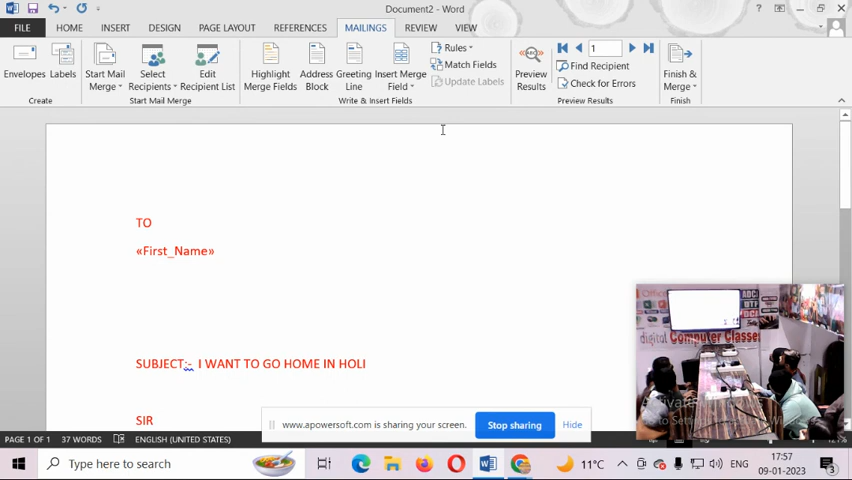 Document2 - Word
FILE HOME INSERT DESIGN PAGE LAYOUT REFERENCES MAILINGS REVIEW VIEW
Envelopes Labels
Create
Start Mail Merge Select Recipients Edit Recipient List
Start Mail Merge
Highlight Merge Fields Address Block Greeting Line Insert Merge Field
Rules
Match Fields
Update Labels
Write & Insert Fields
ABC
Preview Results
1
Find Recipient
Check for Errors
Preview Results
Finish & Merge
Finish
TO
«First_Name»
SUBJECT:- I WANT TO GO HOME IN HOLI
SIR
digital Computer Classes
www.apowersoft.com is sharing your screen. Stop sharing Hide
PAGE 1 OF 1 37 WORDS ENGLISH (UNITED STATES)
Type here to search
11°C
ENG
17:57
09-01-2023
3